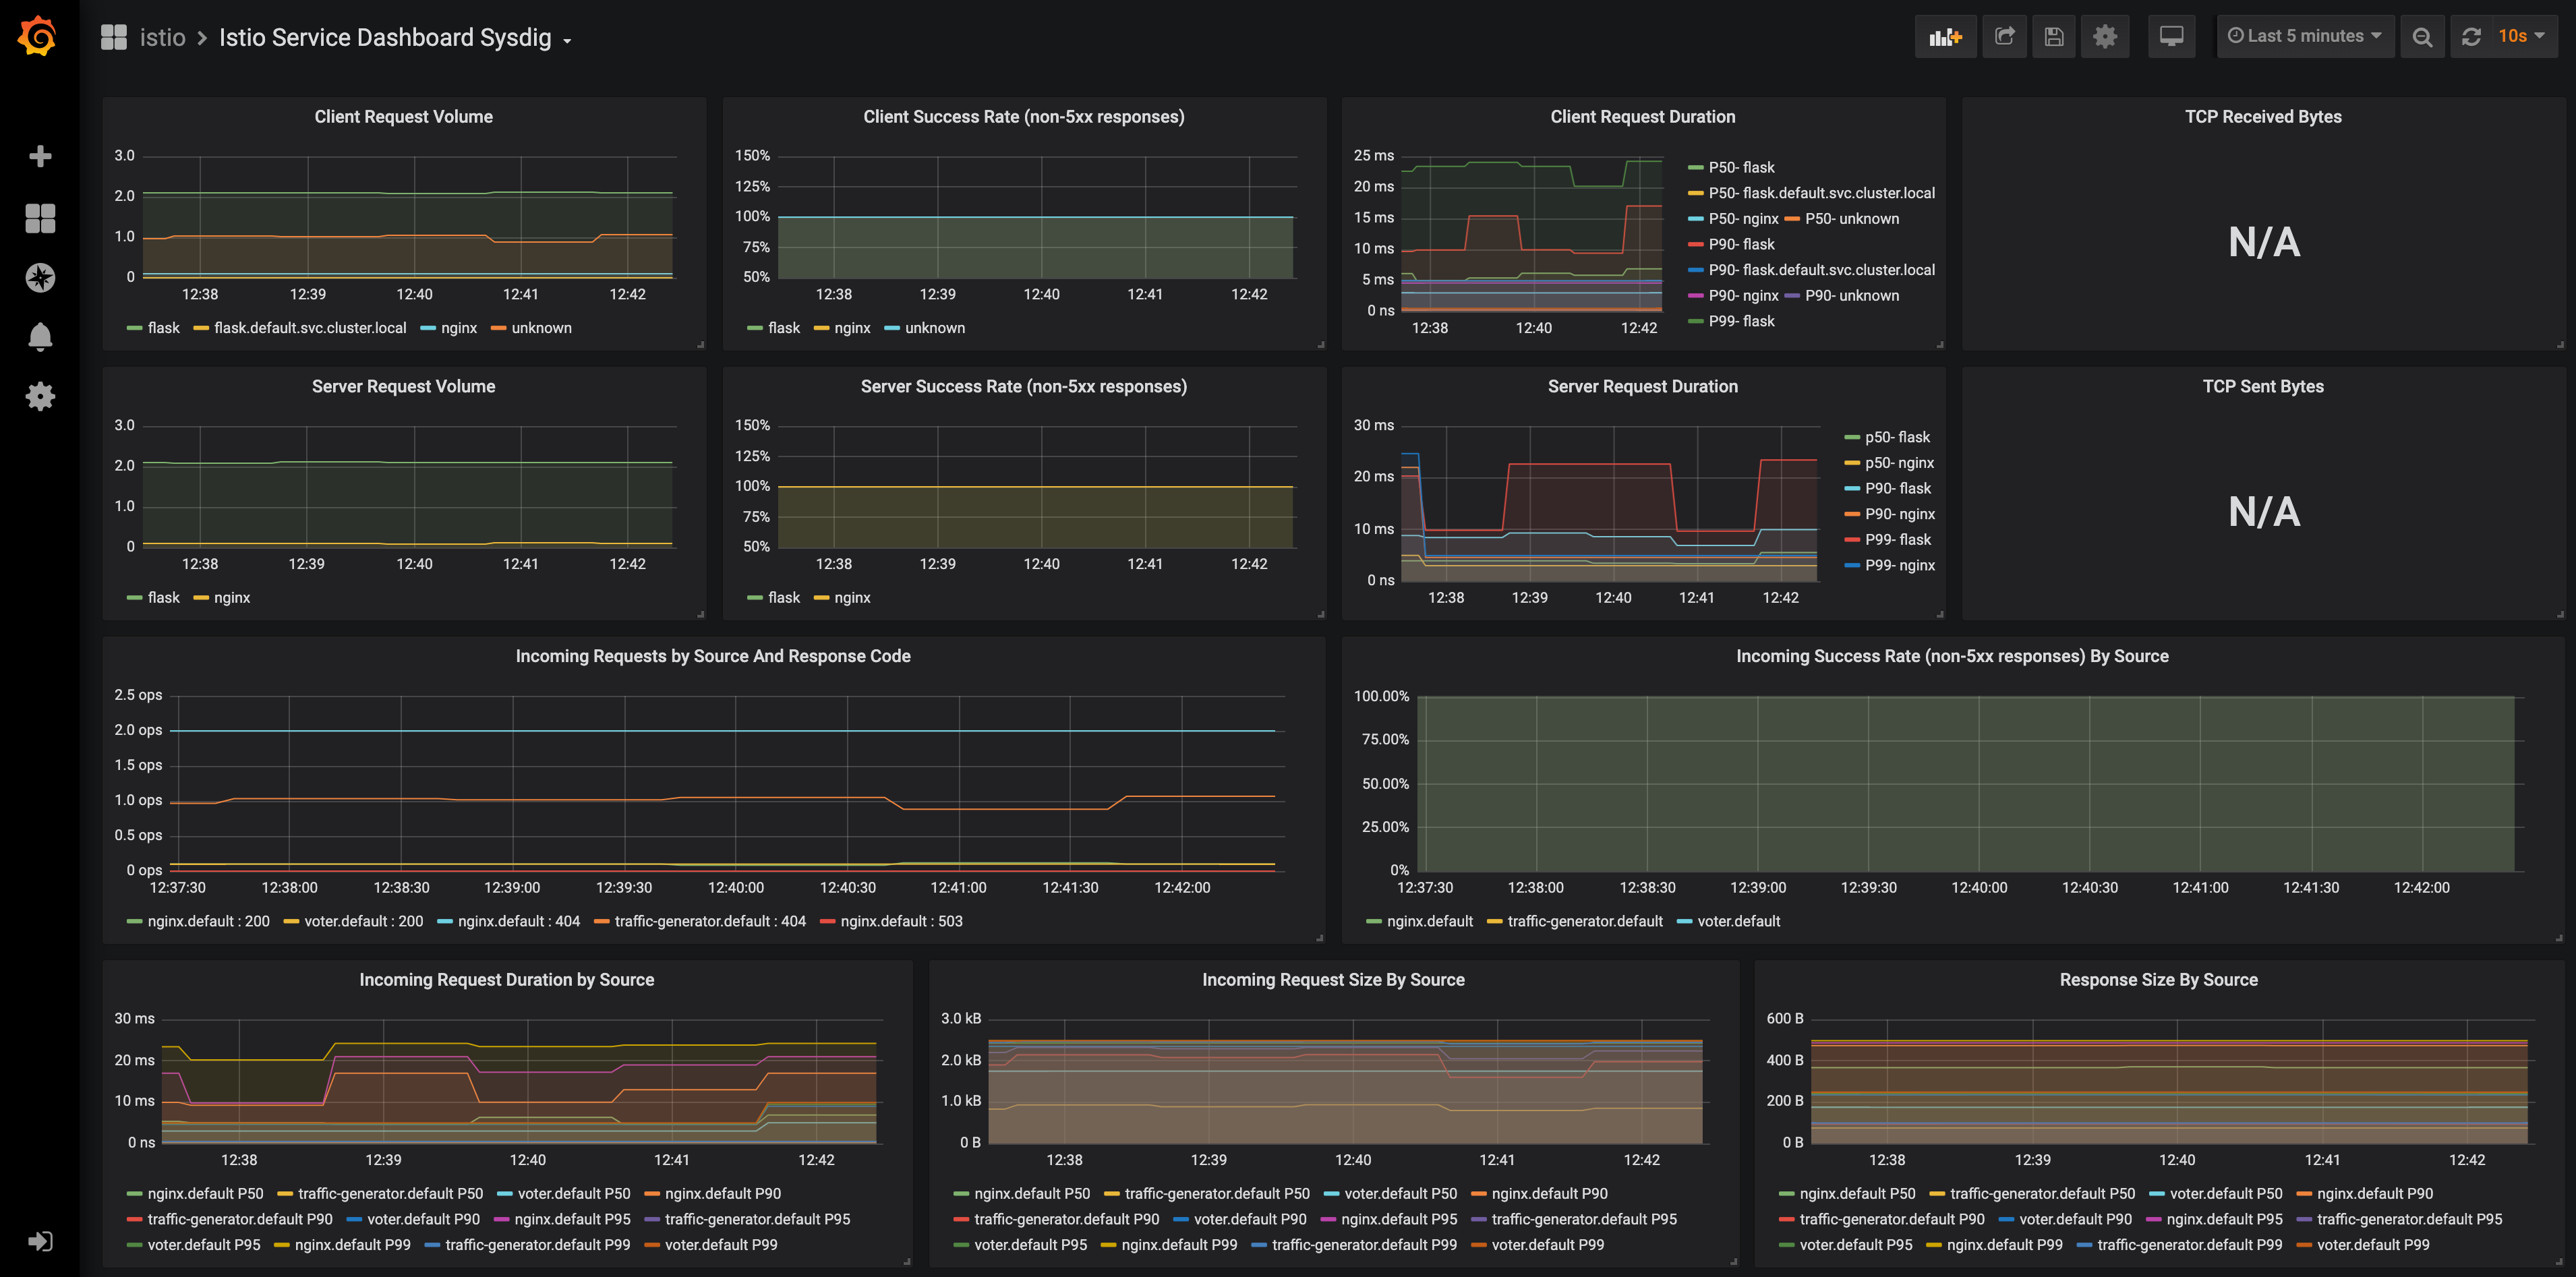 istio > Istio Service Dashboard Sysdig
Last 5 minutes
10s
Client Request Volume
3.0
2.0
1.0
0
12:38 12:39 12:40 12:41 12:42
flask flask.default.svc.cluster.local nginx unknown
Client Success Rate (non-5xx responses)
150%
125%
100%
75%
50%
12:38 12:39 12:40 12:41 12:42
flask nginx unknown
Client Request Duration
25 ms
20 ms
15 ms
10 ms
5 ms
0 ns
12:38 12:40 12:42
P50- flask
P50- flask.default.svc.cluster.local
P50- nginx P50- unknown
P90- flask
P90- flask.default.svc.cluster.local
P90- nginx P90- unknown
P99- flask
TCP Received Bytes
N/A
Server Request Volume
3.0
2.0
1.0
0
12:38 12:39 12:40 12:41 12:42
flask nginx
Server Success Rate (non-5xx responses)
150%
125%
100%
75%
50%
12:38 12:39 12:40 12:41 12:42
flask nginx
Server Request Duration
30 ms
20 ms
10 ms
0 ns
12:38 12:39 12:40 12:41 12:42
p50- flask
p50- nginx
P90- flask
P90- nginx
P99- flask
P99- nginx
TCP Sent Bytes
N/A
Incoming Requests by Source And Response Code
2.5 ops
2.0 ops
1.5 ops
1.0 ops
0.5 ops
0 ops
12:37:30 12:38:00 12:38:30 12:39:00 12:39:30 12:40:00 12:40:30 12:41:00 12:41:30 12:42:00
nginx.default : 200 voter.default : 200 nginx.default : 404 traffic-generator.default : 404 nginx.default : 503
Incoming Success Rate (non-5xx responses) By Source
100.00%
75.00%
50.00%
25.00%
0%
12:37:30 12:38:00 12:38:30 12:39:00 12:39:30 12:40:00 12:40:30 12:41:00 12:41:30 12:42:00
nginx.default traffic-generator.default voter.default
Incoming Request Duration by Source
30 ms
20 ms
10 ms
0 ns
12:38 12:39 12:40 12:41 12:42
nginx.default P50 traffic-generator.default P50 voter.default P50 nginx.default P90
traffic-generator.default P90 voter.default P90 nginx.default P95 traffic-generator.default P95
voter.default P95 nginx.default P99 traffic-generator.default P99 voter.default P99
Incoming Request Size By Source
3.0 kB
2.0 kB
1.0 kB
0 B
12:38 12:39 12:40 12:41 12:42
nginx.default P50 traffic-generator.default P50 voter.default P50 nginx.default P90
traffic-generator.default P90 voter.default P90 nginx.default P95 traffic-generator.default P95
voter.default P95 nginx.default P99 traffic-generator.default P99 voter.default P99
Response Size By Source
600 B
400 B
200 B
0 B
12:38 12:39 12:40 12:41 12:42
nginx.default P50 traffic-generator.default P50 voter.default P50 nginx.default P90
traffic-generator.default P90 voter.default P90 nginx.default P95 traffic-generator.default P95
voter.default P95 nginx.default P99 traffic-generator.default P99 voter.default P99